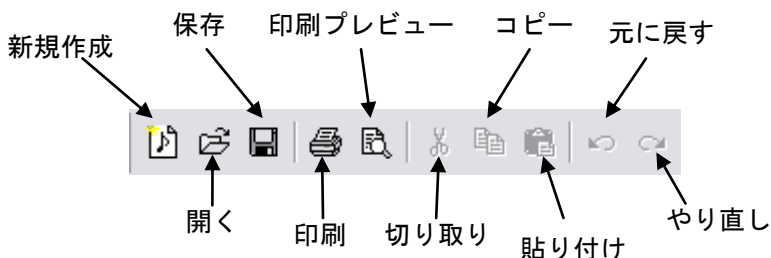 新規作成
保存
印刷プレビュー
コピー
元に戻す
開く
印刷
切り取り
貼り付け
やり直し